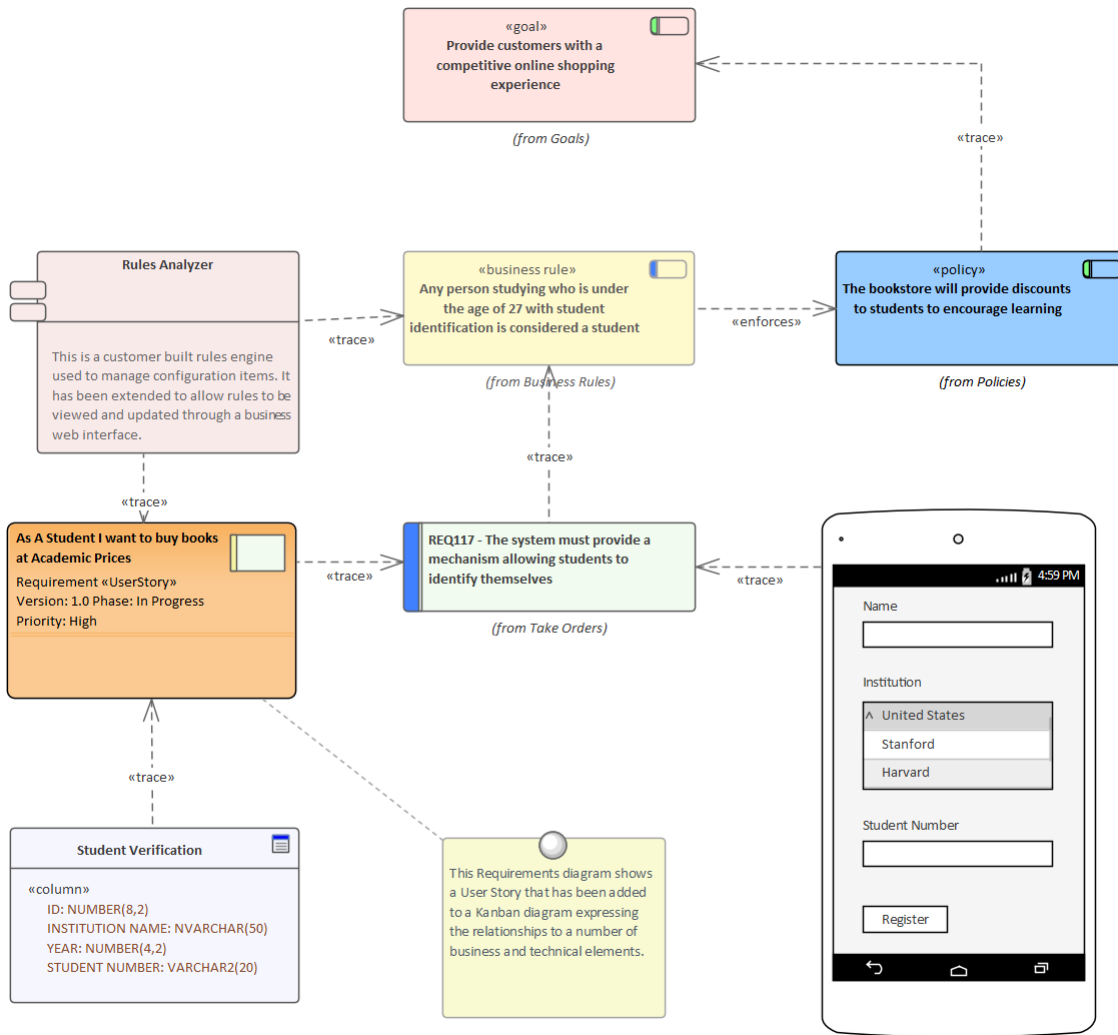 «goal»
Provide customers with a
competitive online shopping
experience
(from Goals)
«trace»
Rules Analyzer
This is a customer built rules engine
used to manage configuration items. It
has been extended to allow rules to be
viewed and updated through a business
web interface.
«trace»
«business rule»
Any person studying who is under
the age of 27 with student
identification is considered a student
(from Business Rules)
«enforces»
«policy»
The bookstore will provide discounts
to students to encourage learning
(from Policies)
«trace»
«trace»
As A Student I want to buy books
at Academic Prices
Requirement «UserStory»
Version: 1.0 Phase: In Progress
Priority: High
«trace»
REQ117 - The system must provide a
mechanism allowing students to
identify themselves
(from Take Orders)
«trace»
4:59 PM
Name
Institution
^ United States
Stanford
Harvard
Student Number
Register
«trace»
Student Verification
«column»
ID: NUMBER(8,2)
INSTITUTION NAME: NVARCHAR(50)
YEAR: NUMBER(4,2)
STUDENT NUMBER: VARCHAR2(20)
This Requirements diagram shows
a User Story that has been added
to a Kanban diagram expressing
the relationships to a number of
business and technical elements.